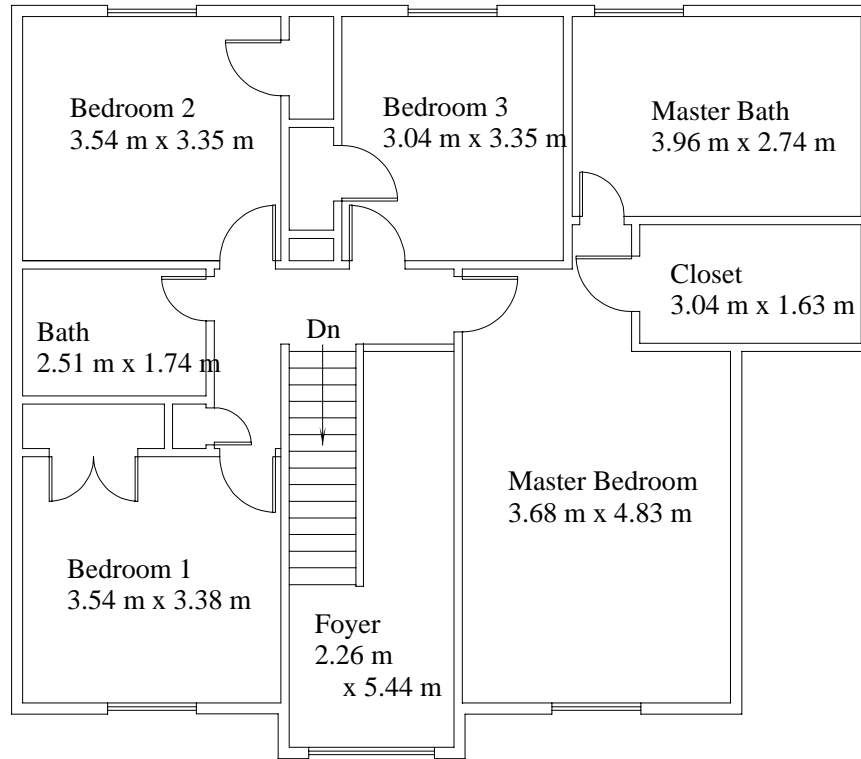 Bedroom 2
3.54 m x 3.35 m
Bedroom 3
3.04 m x 3.35 m
Master Bath
3.96 m x 2.74 m
Closet
3.04 m x 1.63 m
Bath
2.51 m x 1.74 m
Dn
Master Bedroom
3.68 m x 4.83 m
Bedroom 1
3.54 m x 3.38 m
Foyer
2.26 m
x 5.44 m